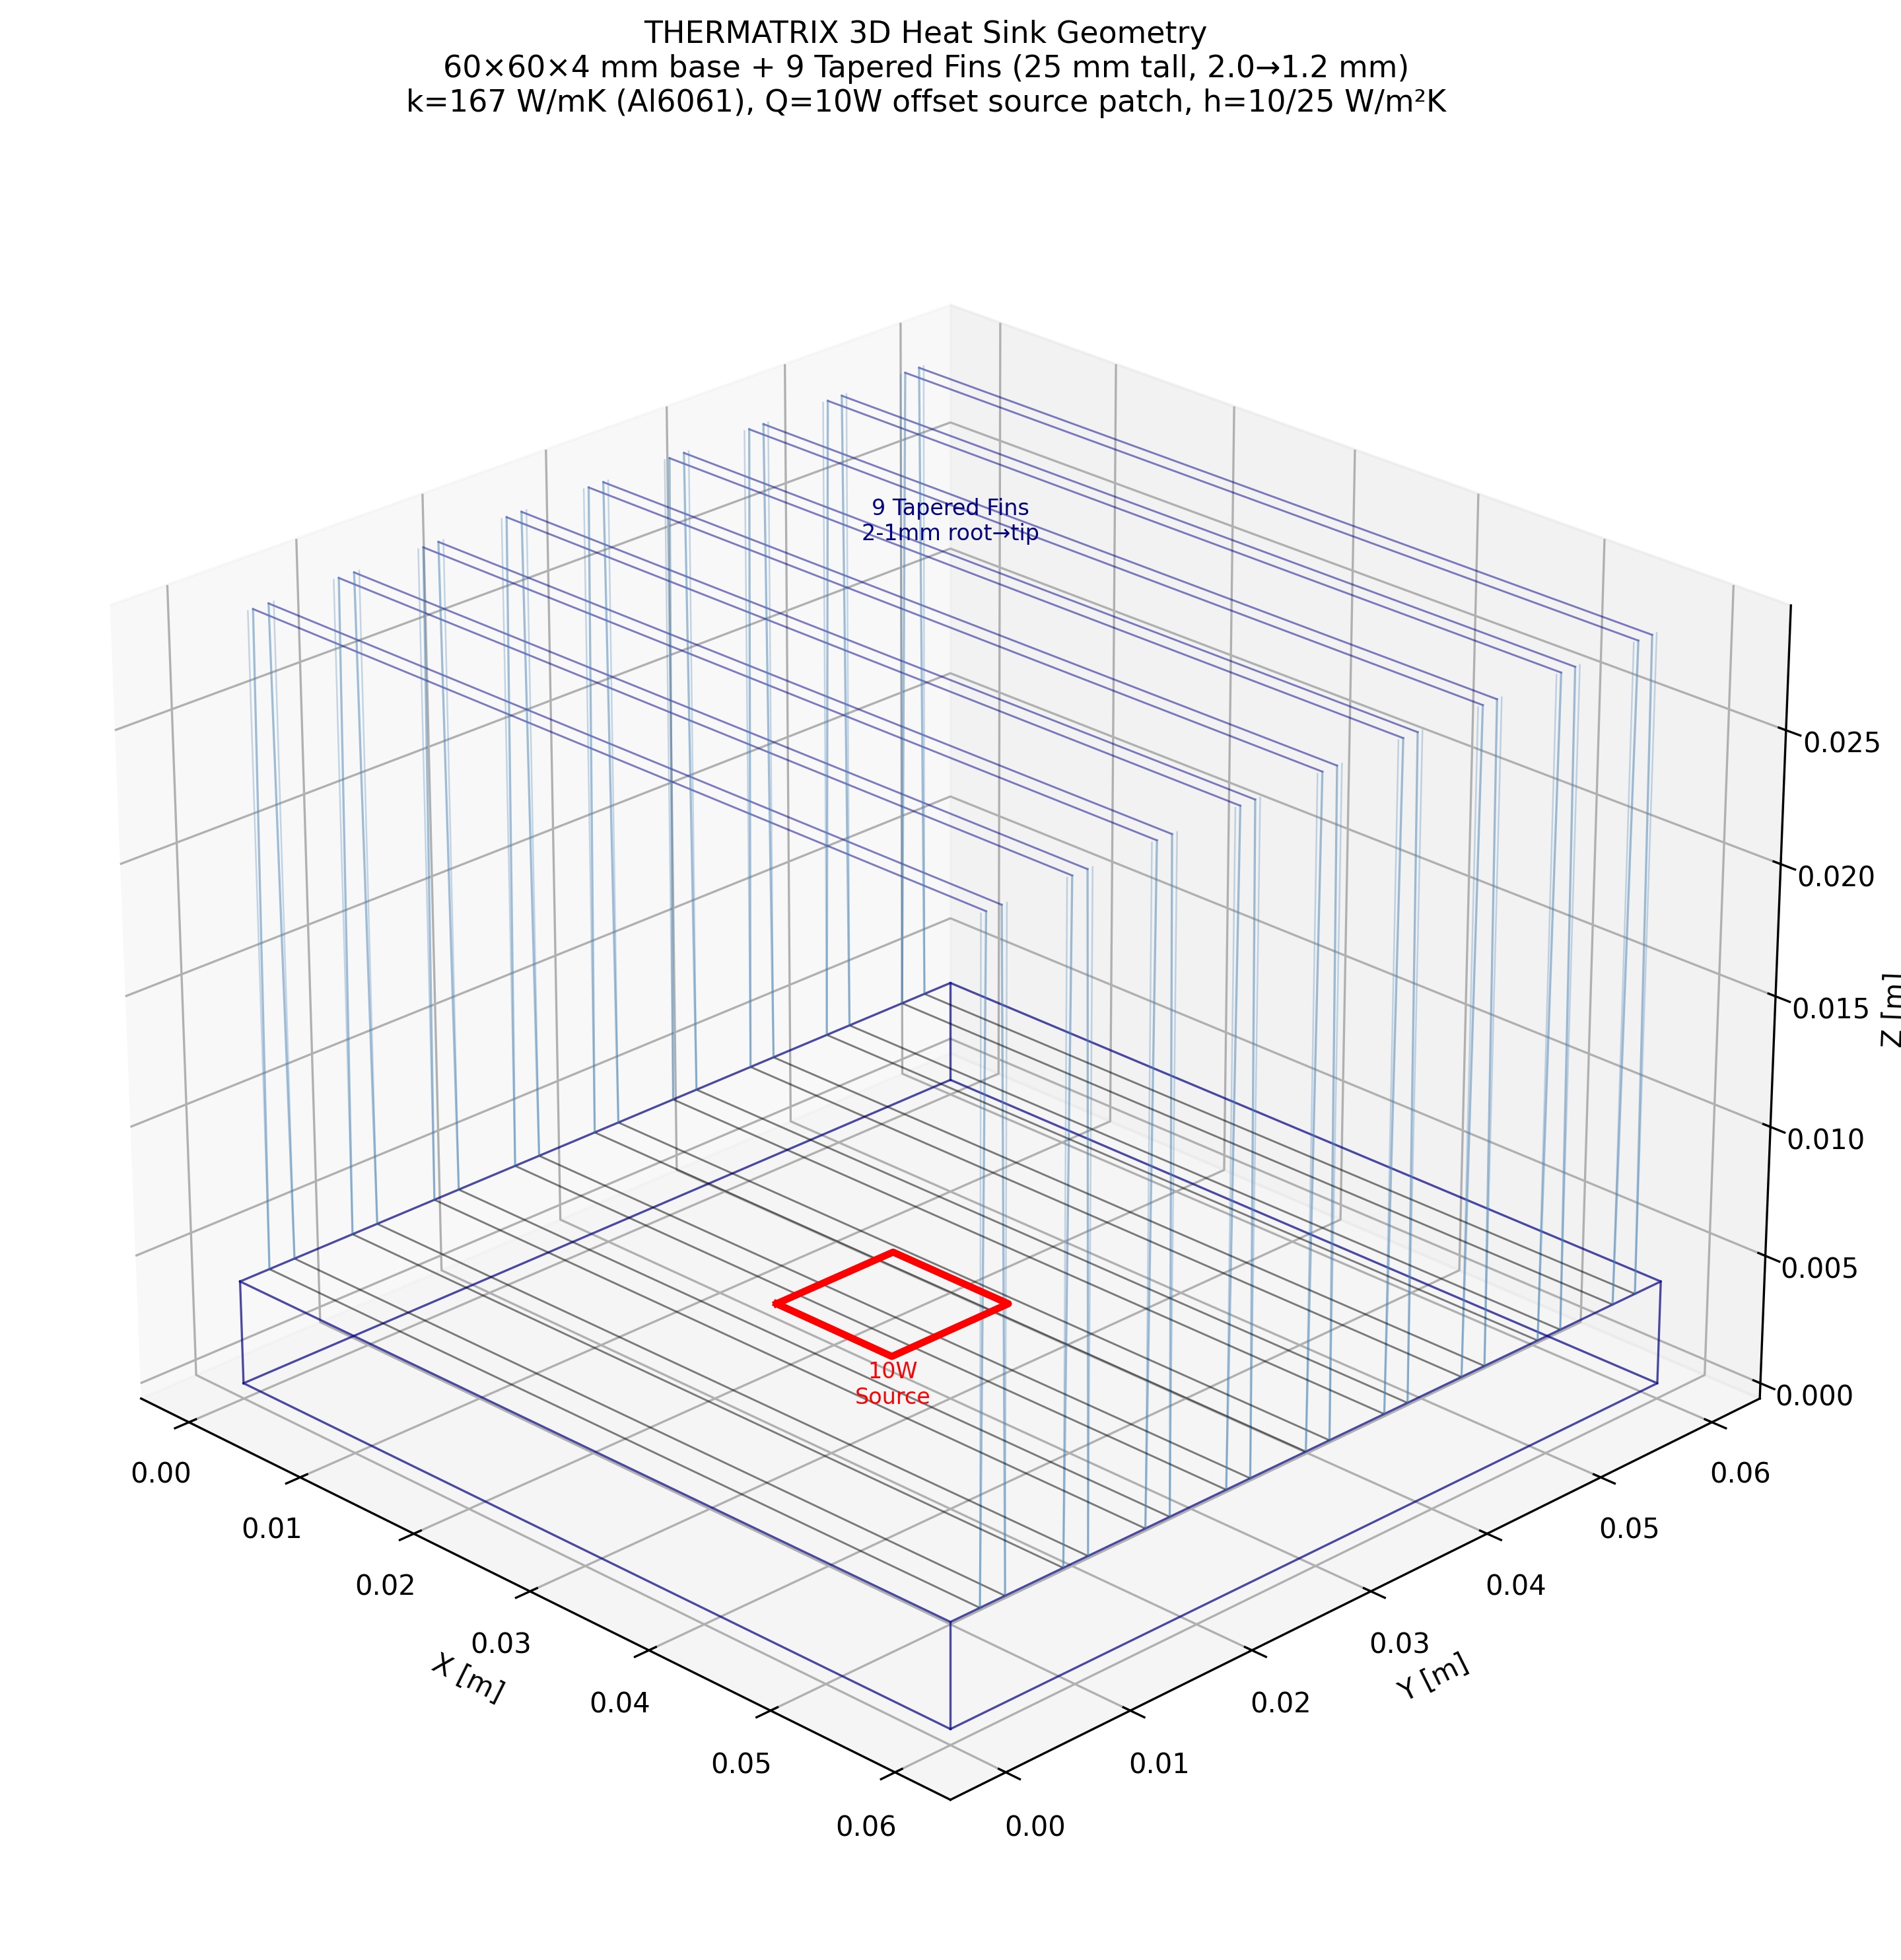 THERMATRIX 3D Heat Sink Geometry
60×60×4 mm base + 9 Tapered Fins (25 mm tall, 2.0→1.2 mm)
k=167 W/mK (Al6061), Q=10W offset source patch, h=10/25 W/m²K
9 Tapered Fins
2-1mm root→tip
10W
Source
0.025
0.020
0.015
0.010
0.005
0.000
Z [m]
0.00
0.01
0.02
0.03
0.04
0.05
0.06
X [m]
0.00
0.01
0.02
0.03
0.04
0.05
0.06
Y [m]